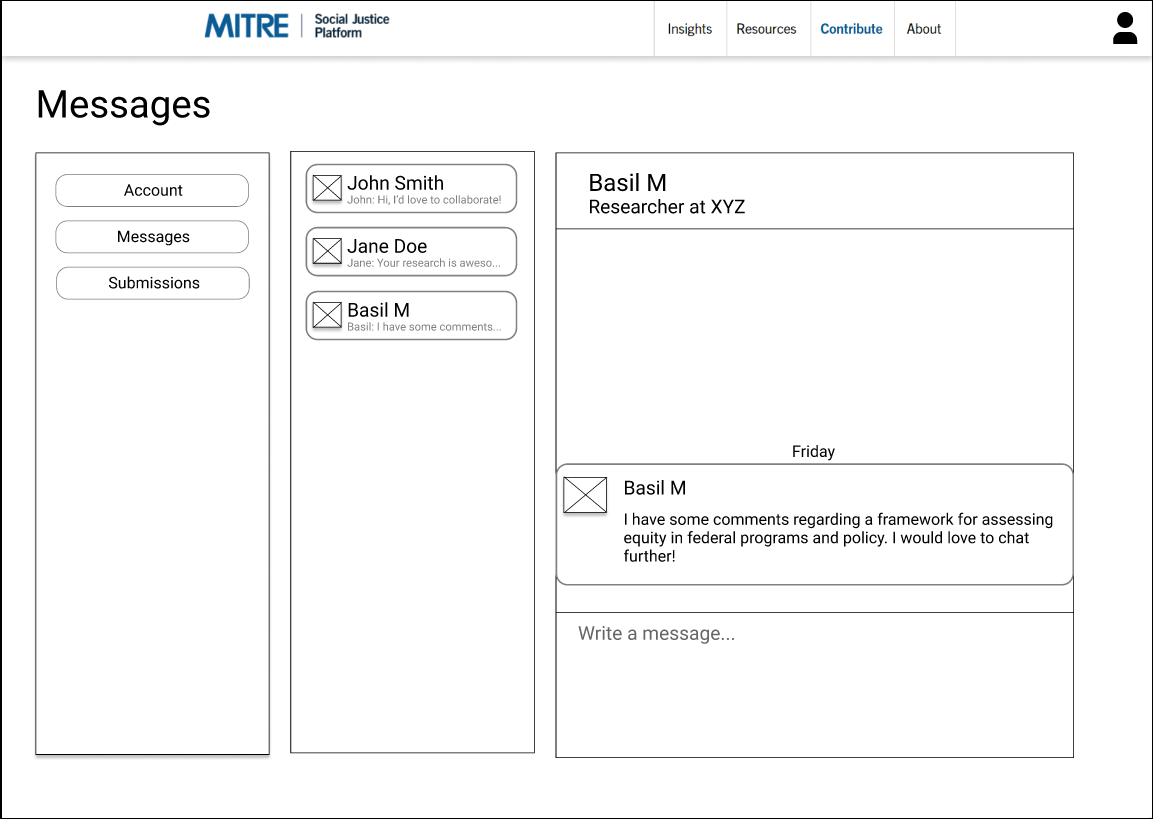 MITRE
Social Justice
Platform
Insights
Resources
Contribute
About
Messages
Account
Messages
Submissions
John Smith
John: Hi, I'd love to collaborate!
Jane Doe
Jane: Your research is aweso...
Basil M
Basil: I have some comments...
Basil M
Researcher at XYZ
Friday
Basil M
I have some comments regarding a framework for assessing
equity in federal programs and policy. I would love to chat
further!
Write a message...